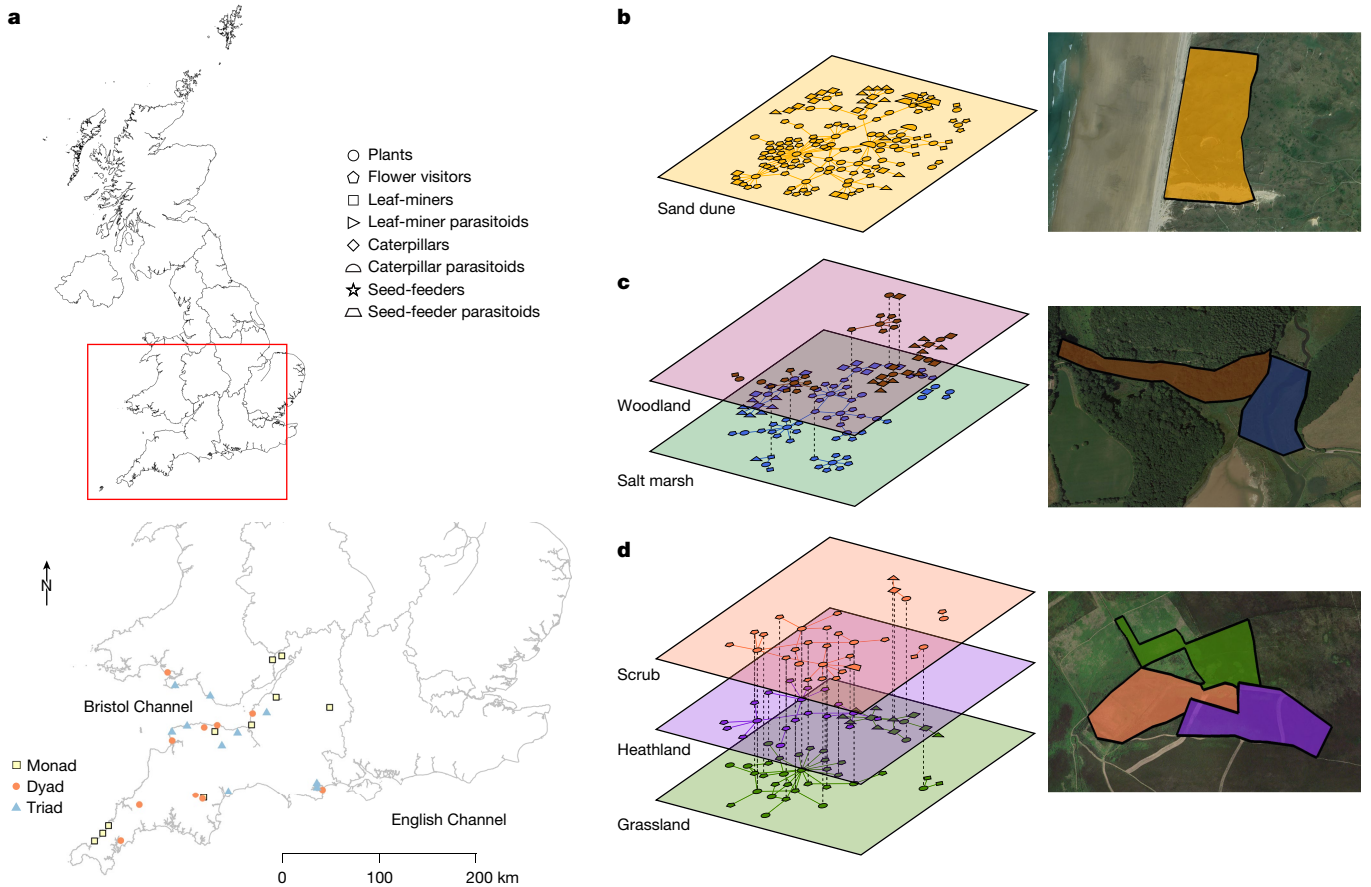 a
Plants
Flower visitors
Leaf-miners
Leaf-miner parasitoids
Caterpillars
Caterpillar parasitoids
Seed-feeders
Seed-feeder parasitoids
N
Bristol Channel
Monad
Dyad
Triad
English Channel
0 100 200 km
b
Sand dune
c
Woodland
Salt marsh
d
Scrub
Heathland
Grassland